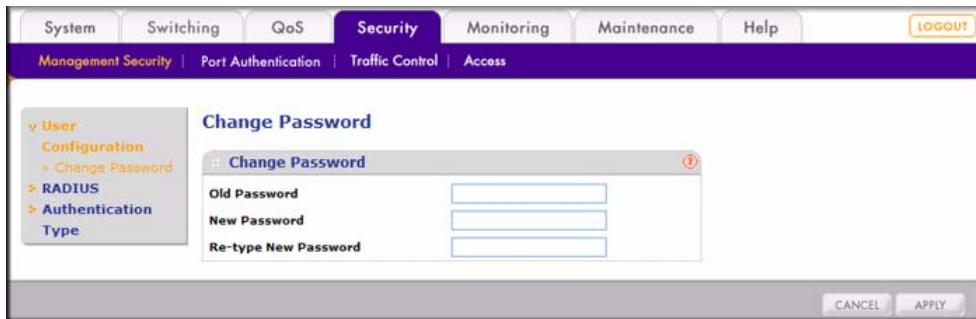 System Switching QoS Security Monitoring Maintenance Help LOGOUT
Management Security Port Authentication Traffic Control Access
Change Password
v User Configuration
» Change Password
> RADIUS
> Authentication Type
:: Change Password ?
Old Password
New Password
Re-type New Password
CANCEL APPLY